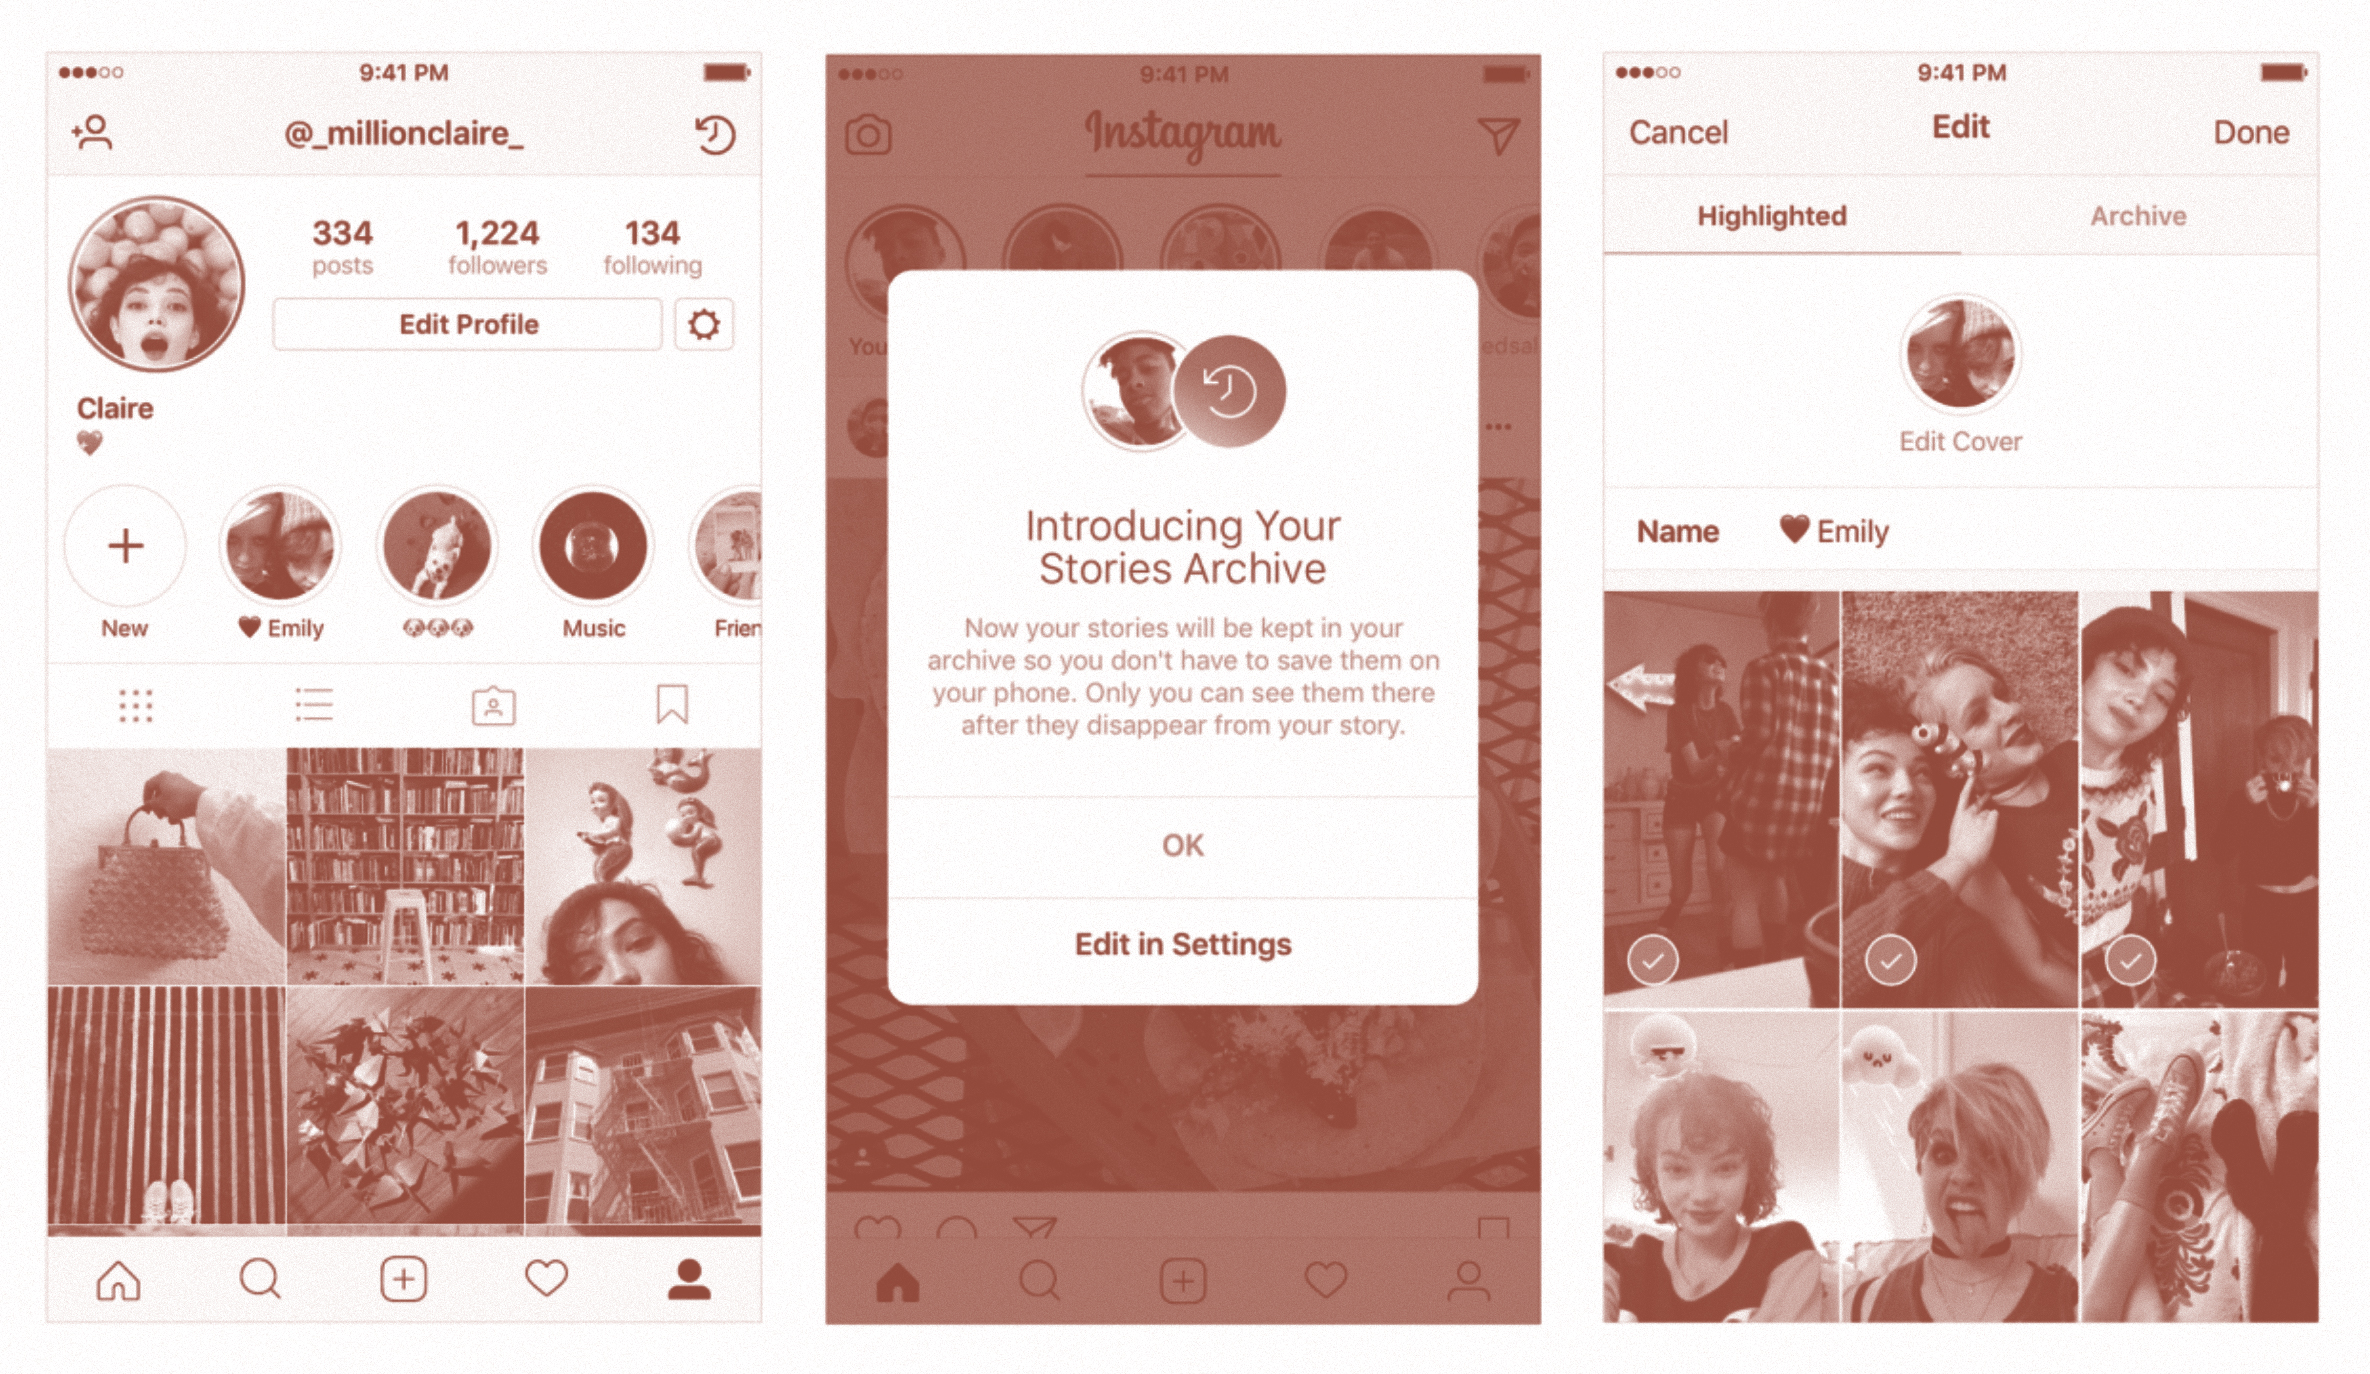 9:41 PM
@_millionclaire_
334 1,224 134
posts followers following
Edit Profile
Claire
💖
New ❤ Emily 🐶🐶🐶 Music Frien
9:41 PM
Instagram
You
edsal
Introducing Your
Stories Archive
Now your stories will be kept in your
archive so you don't have to save them on
your phone. Only you can see them there
after they disappear from your story.
OK
Edit in Settings
9:41 PM
Cancel Edit Done
Highlighted Archive
Edit Cover
Name ❤ Emily